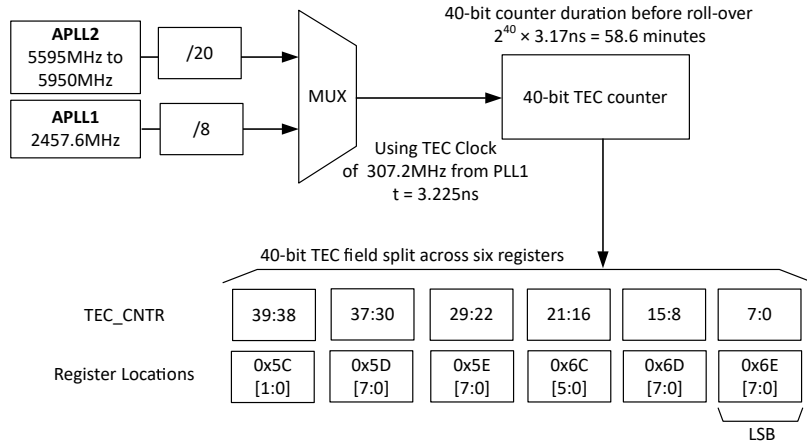 APLL2
5595MHz to
5950MHz
/20
APLL1
2457.6MHz
/8
MUX
40-bit counter duration before roll-over
2⁴⁰ × 3.17ns = 58.6 minutes
40-bit TEC counter
Using TEC Clock
of 307.2MHz from PLL1
t = 3.225ns
40-bit TEC field split across six registers
TEC_CNTR
39:38
37:30
29:22
21:16
15:8
7:0
Register Locations
0x5C
[1:0]
0x5D
[7:0]
0x5E
[7:0]
0x6C
[5:0]
0x6D
[7:0]
0x6E
[7:0]
LSB